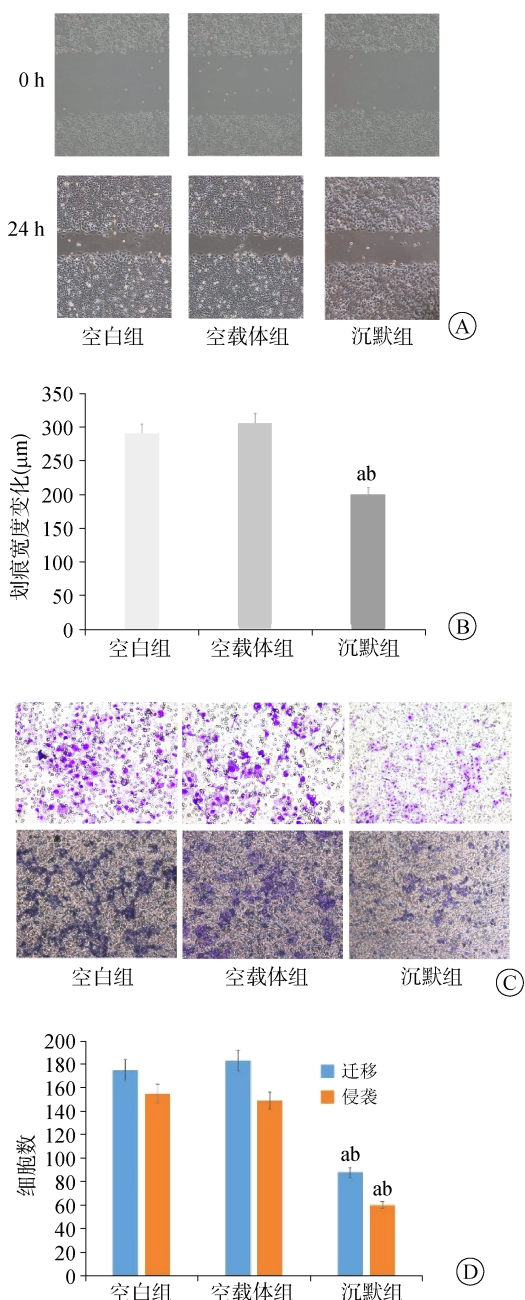 0 h
24 h
空白组 空载体组 沉默组
A
划痕宽度变化(μm)
350
300
250
200
150
100
50
0
ab
空白组 空载体组 沉默组
B
空白组 空载体组 沉默组
C
细胞数
200
180
160
140
120
100
80
60
40
20
0
迁移
侵袭
ab
ab
空白组 空载体组 沉默组
D